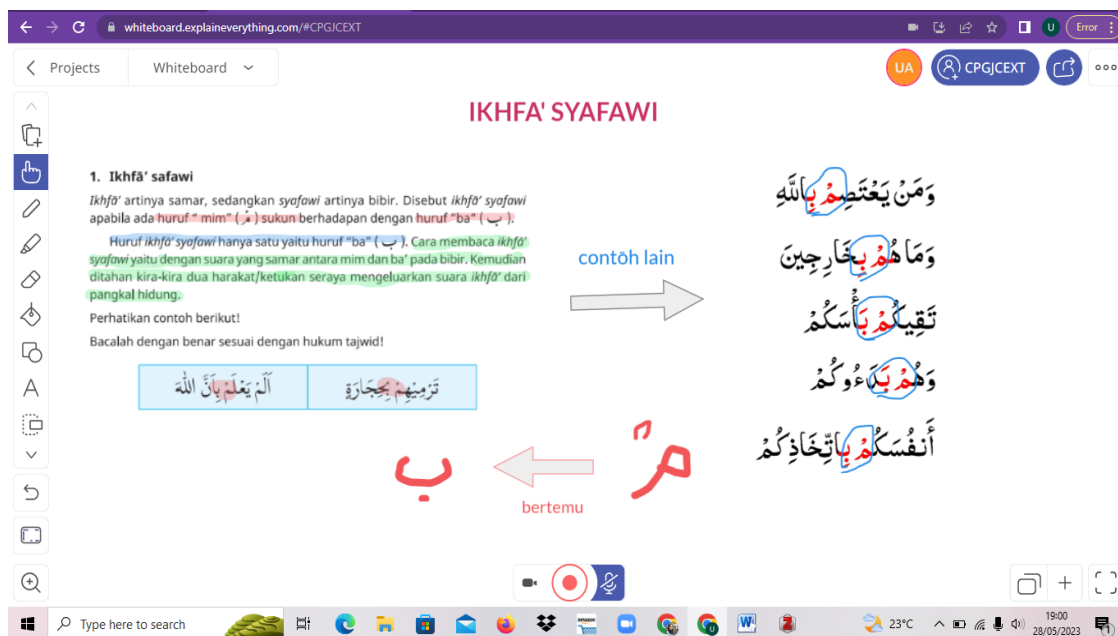 whiteboard.explaineverything.com/#CPGJCEXT
U
Error
Projects
Whiteboard
UA
CPGJCEXT
IKHFA' SYAFAWI
1. Ikhfā' safawi
Ikhfā' artinya samar, sedangkan syafawi artinya bibir. Disebut ikhfā' syafawi
apabila ada huruf " mim" ( مْ ) sukun berhadapan dengan huruf "ba" ( ب ).
Huruf ikhfā' syafawi hanya satu yaitu huruf "ba" ( ب ). Cara membaca ikhfā'
syafawi yaitu dengan suara yang samar antara mim dan ba' pada bibir. Kemudian
ditahan kira-kira dua harakat/ketukan seraya mengeluarkan suara ikhfā' dari
pangkal hidung.
Perhatikan contoh berikut!
Bacalah dengan benar sesuai dengan hukum tajwid!
تَرْمِيْهِمْ بِحِجَارَةٍ
اَلَمْ يَعْلَمْ بِاَنَّ اللّٰهَ
contōh lain
وَمَنْ يَعْتَصِمْ بِاللَّهِ
وَمَا هُمْ بِخَارِجِينَ
تَقِيكُمْ بَأْسَكُمْ
وَهُمْ بَدَءُوكُمْ
أَنفُسَكُمْ بِاتِّخَاذِكُمْ
مْ
ب
bertemu
A
Type here to search
23°C
19:00
28/05/2023